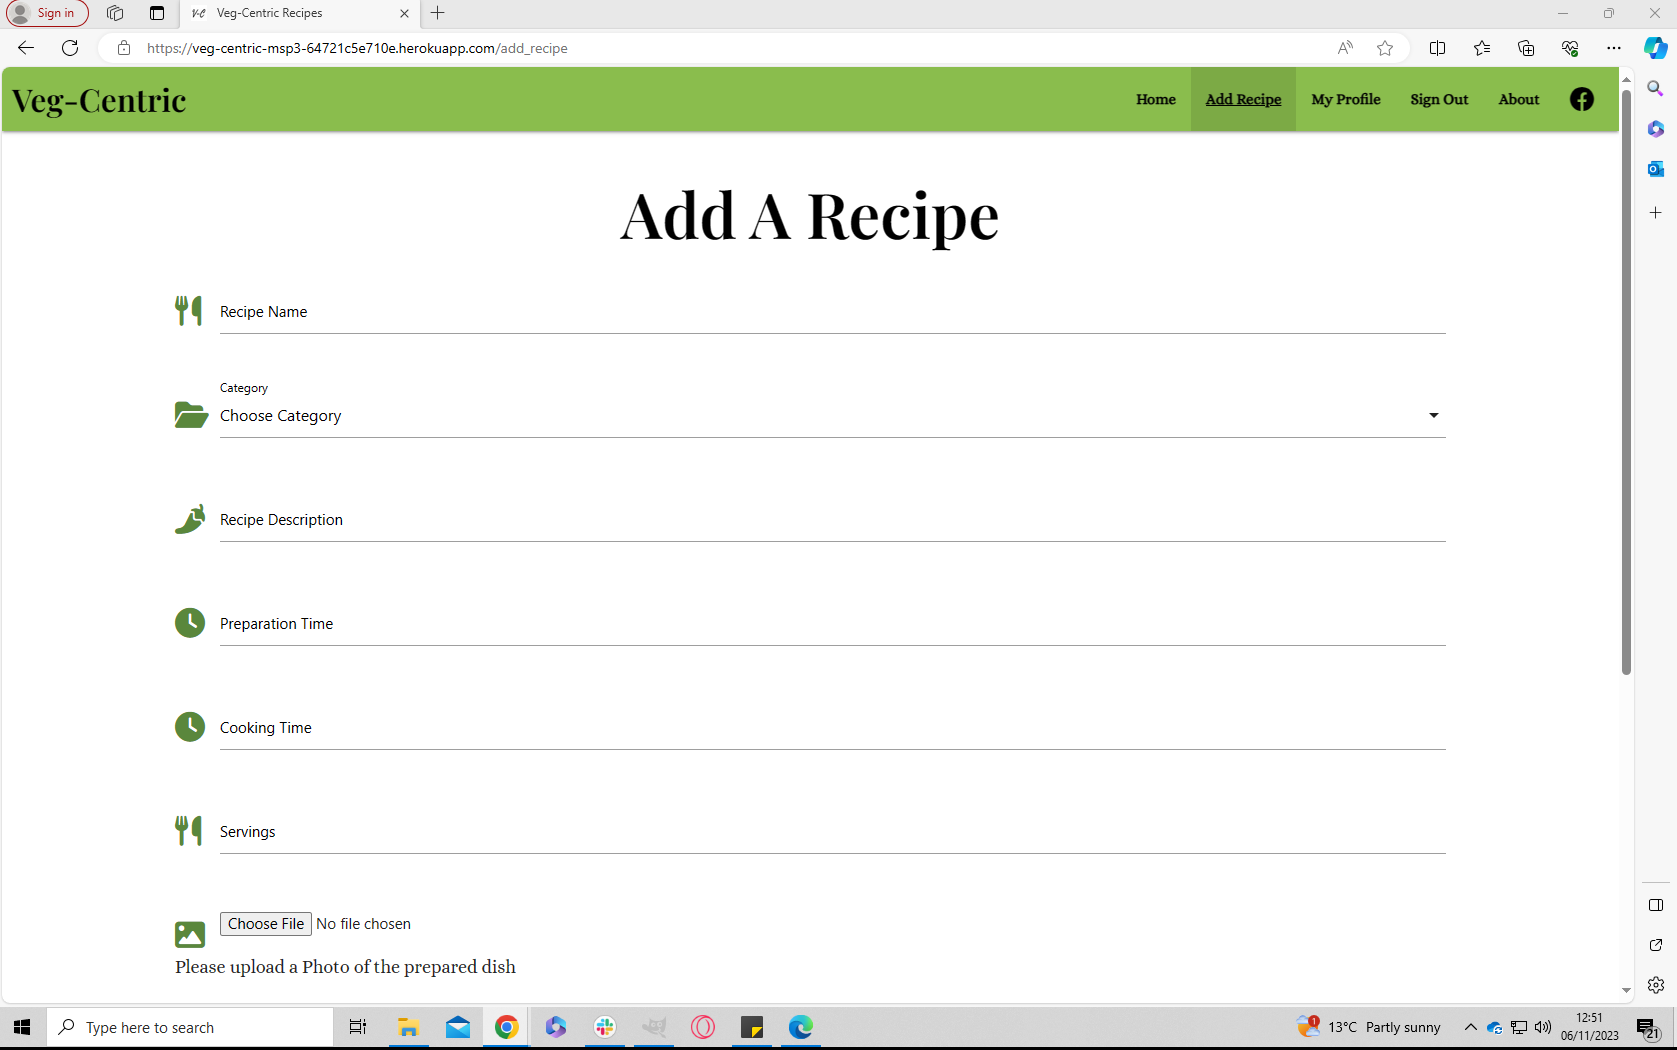 Sign in
V-C Veg-Centric Recipes
https://veg-centric-msp3-64721c5e710e.herokuapp.com/add_recipe
Veg-Centric
Home Add Recipe My Profile Sign Out About
Add A Recipe
Recipe Name
Category
Choose Category
Recipe Description
Preparation Time
Cooking Time
Servings
Choose File No file chosen
Please upload a Photo of the prepared dish
Type here to search
1 13°C Partly sunny
12:51
06/11/2023
21